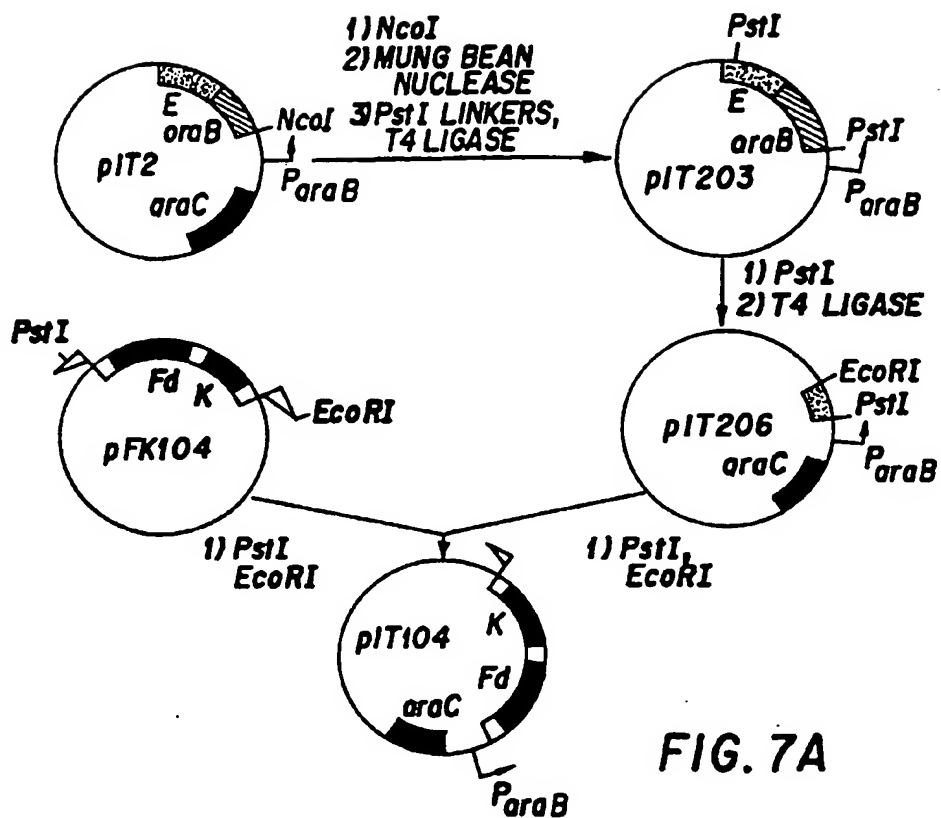 1) NcoI
2) MUNG BEAN
NUCLEASE
3) PstI LINKERS,
T4 LIGASE
E
araB
NcoI
pIT2
ParaB
araC
PstI
E
araB
PstI
pIT203
ParaB
1) PstI
2) T4 LIGASE
PstI
Fd
K
EcoRI
pFK104
EcoRI
PstI
pIT206
ParaB
araC
1) PstI
EcoRI
1) PstI,
EcoRI
K
pIT104
Fd
araC
ParaB
FIG. 7A